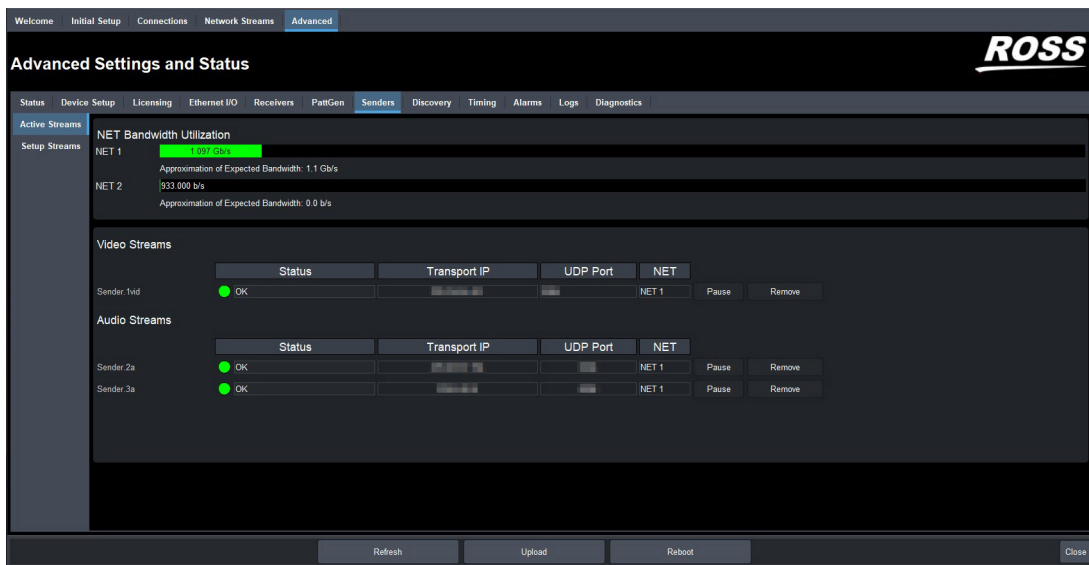 Welcome Initial Setup Connections Network Streams Advanced
Advanced Settings and Status
ROSS
Status Device Setup Licensing Ethernet I/O Receivers PattGen Senders Discovery Timing Alarms Logs Diagnostics
Active Streams
Setup Streams
NET Bandwidth Utilization
NET 1 1.097 Gb/s
Approximation of Expected Bandwidth: 1.1 Gb/s
NET 2 933.000 b/s
Approximation of Expected Bandwidth: 0.0 b/s
Video Streams
Status Transport IP UDP Port NET
Sender.1vid OK NET 1 Pause Remove
Audio Streams
Status Transport IP UDP Port NET
Sender.2a OK NET 1 Pause Remove
Sender.3a OK NET 1 Pause Remove
Refresh Upload Reboot Close